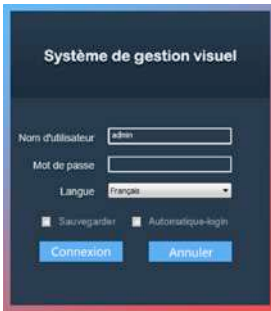 Système de gestion visuel
Nom d'utilisateur admin
Mot de passe
Langue Français
Sauvegarder Automatique-login
Connexion Annuler